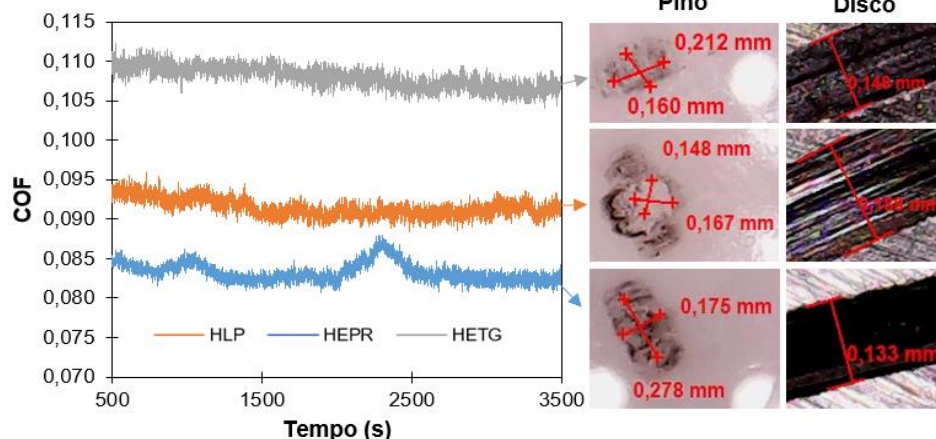 Pino
Disco
0,115
0,110
0,105
0,100
0,095
0,090
0,085
0,080
0,075
0,070
COF
HLP
HEPR
HETG
500
1500
2500
3500
Tempo (s)
0,212 mm
0,160 mm
0,148 mm
0,148 mm
0,167 mm
0,175 mm
0,278 mm
0,133 mm